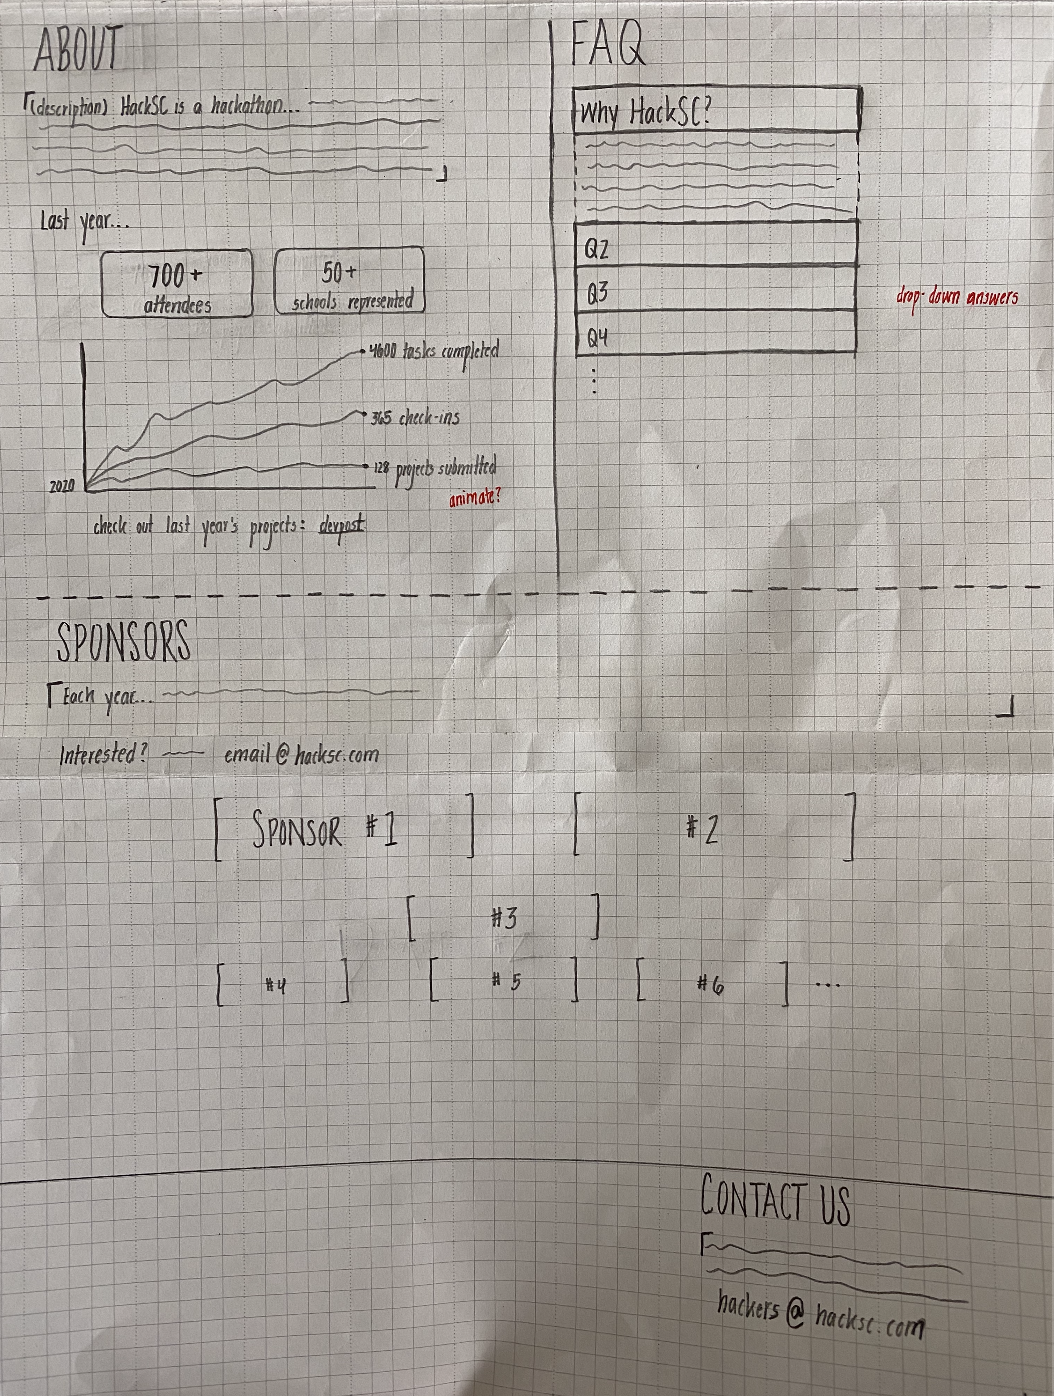 ABOUT
(description) HackSC is a hackathon...
Last year...
700+
attendees
50+
schools represented
4600 tasks completed
365 check-ins
128 projects submitted
2020
animate?
check out last year's projects: devpost
FAQ
Why HackSC?
Q2
Q3
Q4
drop-down answers
SPONSORS
Each year...
Interested? email@hacksc.com
SPONSOR #1
#2
#3
#4
#5
#6 ...
CONTACT US
hackers@hacksc.com